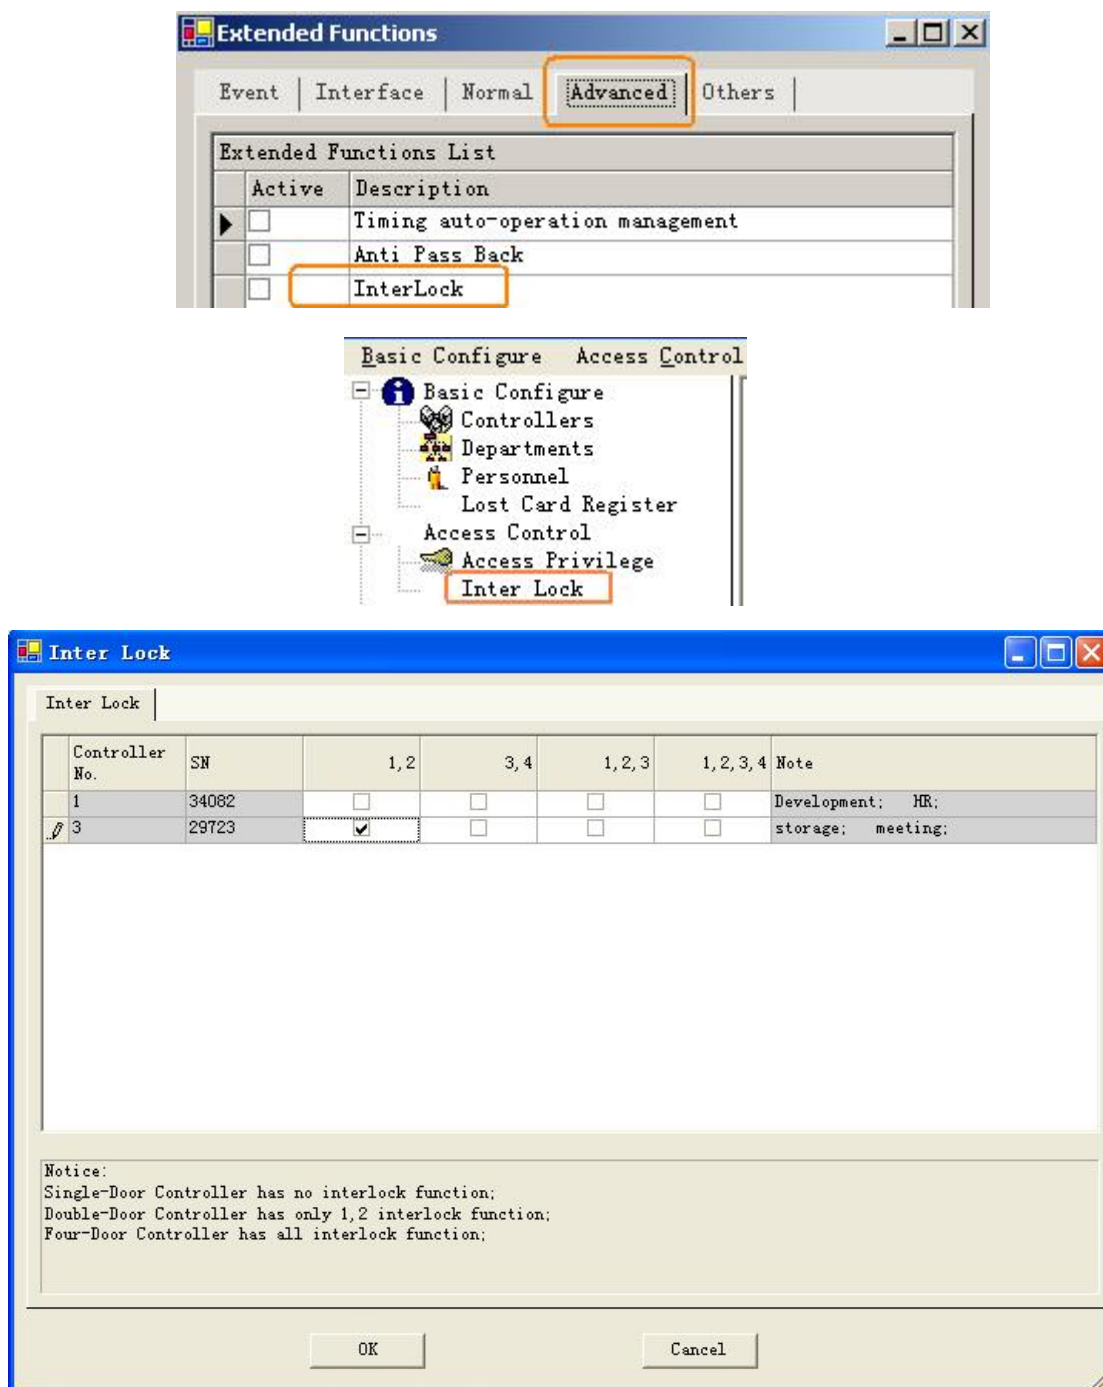 Extended Functions
Event Interface Normal Advanced Others
Extended Functions List
Active Description
Timing auto-operation management
Anti Pass Back
InterLock
Basic Configure Access Control
Basic Configure
Controllers
Departments
Personnel
Lost Card Register
Access Control
Access Privilege
Inter Lock
Inter Lock
Inter Lock
Controller No. SN 1,2 3,4 1,2,3 1,2,3,4 Note
1 34082 Development; HR;
3 29723 storage; meeting;
Notice:
Single-Door Controller has no interlock function;
Double-Door Controller has only 1,2 interlock function;
Four-Door Controller has all interlock function;
OK Cancel